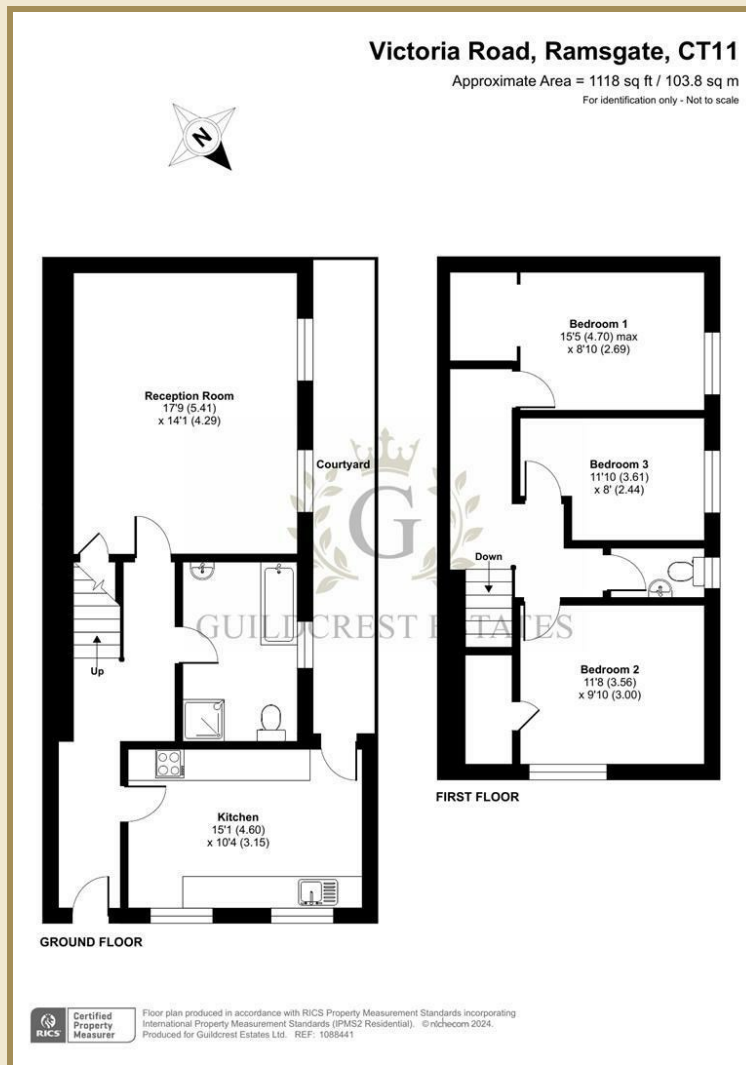 Victoria Road, Ramsgate, CT11
Approximate Area = 1118 sq ft / 103.8 sq m
For identification only - Not to scale
N
Reception Room
17'9 (5.41)
x 14'1 (4.29)
Courtyard
Up
Kitchen
15'1 (4.60)
x 10'4 (3.15)
GROUND FLOOR
Bedroom 1
15'5 (4.70) max
x 8'10 (2.69)
Bedroom 3
11'10 (3.61)
x 8' (2.44)
Down
Bedroom 2
11'8 (3.56)
x 9'10 (3.00)
FIRST FLOOR
G
GUILDCREST ESTATES
RICS
Certified
Property
Measurer
Floor plan produced in accordance with RICS Property Measurement Standards incorporating
International Property Measurement Standards (IPMS2 Residential). © nichecom 2024.
Produced for Guildcrest Estates Ltd. REF: 1088441